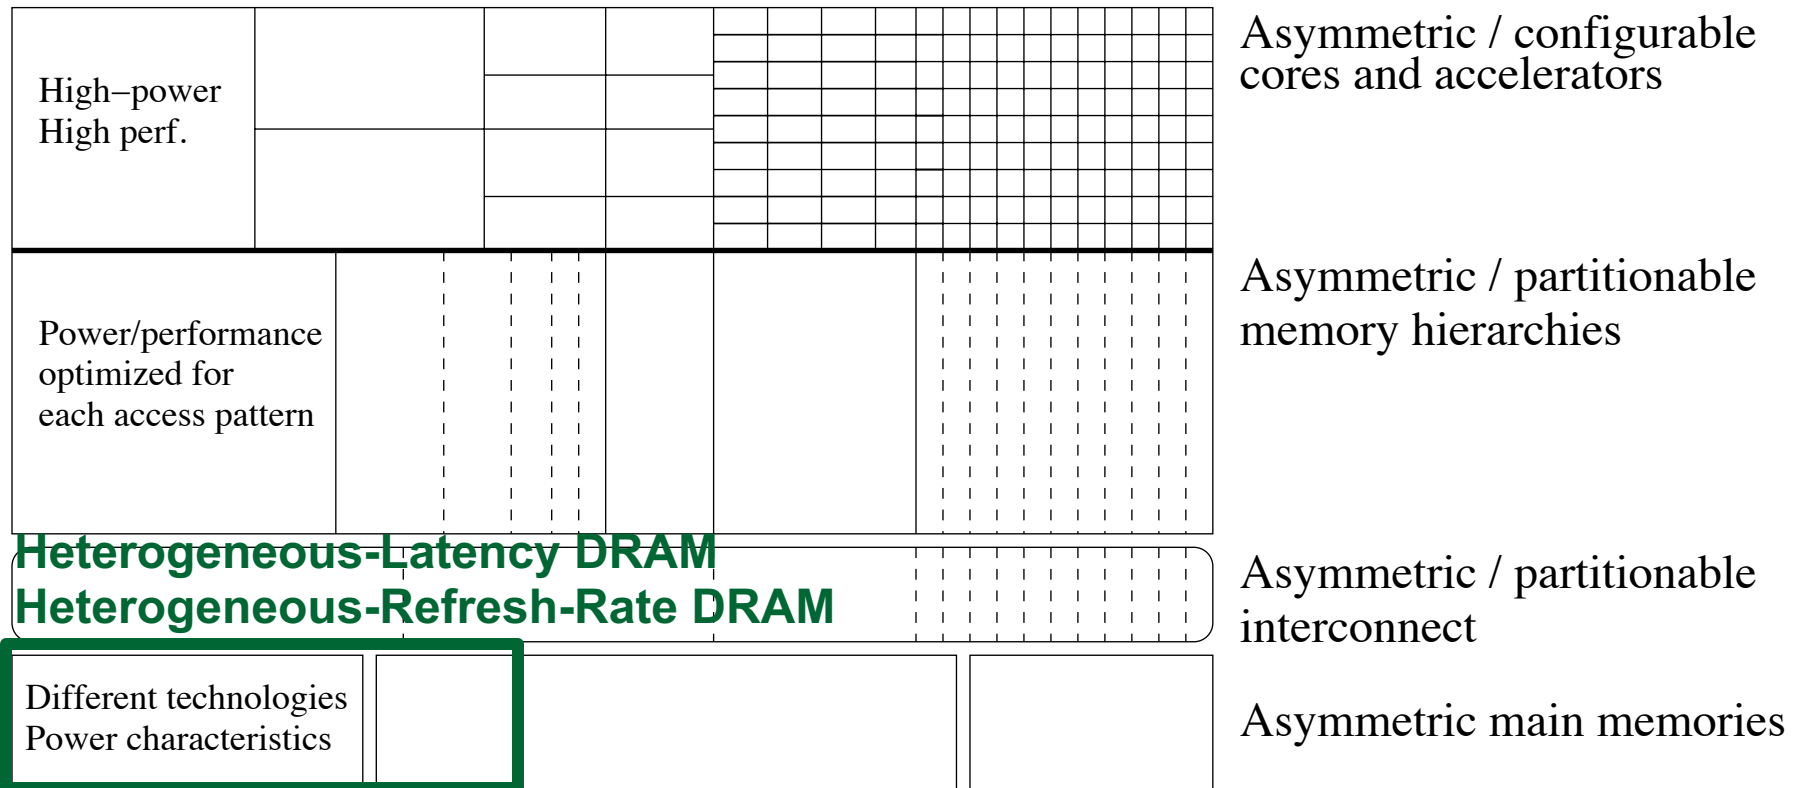 Asymmetric / configurable
cores and accelerators
High–power
High perf.
Asymmetric / partitionable
memory hierarchies
Power/performance
optimized for
each access pattern
Heterogeneous-Latency DRAM
Heterogeneous-Refresh-Rate DRAM
Asymmetric / partitionable
interconnect
Different technologies
Power characteristics
Asymmetric main memories